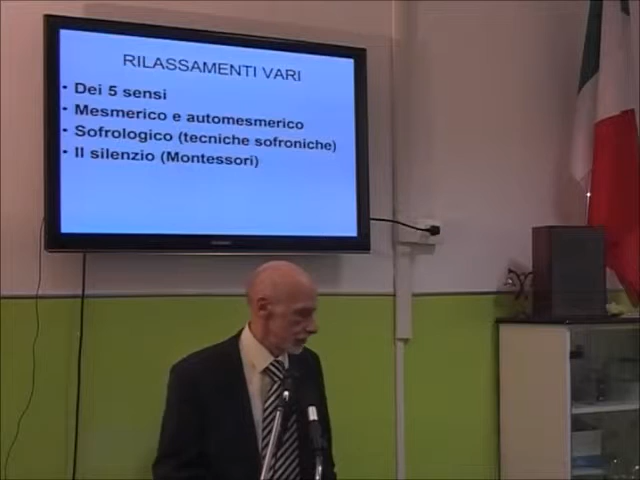 RILASSAMENTI VARI
• Dei 5 sensi
• Mesmerico e automesmerico
• Sofrologico (tecniche sofroniche)
• Il silenzio (Montessori)